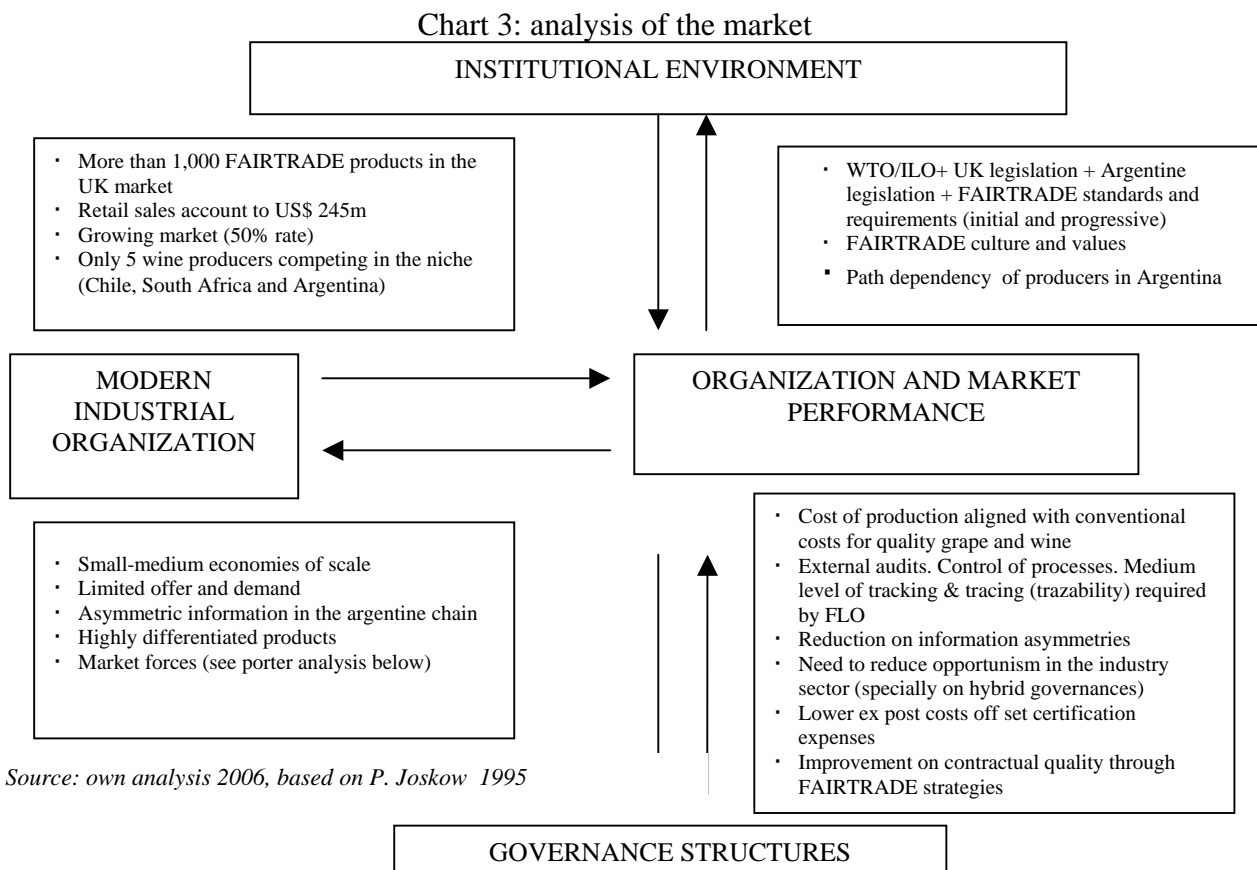 Chart 3: analysis of the market
INSTITUTIONAL ENVIRONMENT
· More than 1,000 FAIRTRADE products in the
UK market
· Retail sales account to US$ 245m
· Growing market (50% rate)
· Only 5 wine producers competing in the niche
(Chile, South Africa and Argentina)
· WTO/ILO+ UK legislation + Argentine
legislation + FAIRTRADE standards and
requirements (initial and progressive)
· FAIRTRADE culture and values
· Path dependency of producers in Argentina
MODERN
INDUSTRIAL
ORGANIZATION
ORGANIZATION AND MARKET
PERFORMANCE
· Small-medium economies of scale
· Limited offer and demand
· Asymmetric information in the argentine chain
· Highly differentiated products
· Market forces (see porter analysis below)
· Cost of production aligned with conventional
costs for quality grape and wine
· External audits. Control of processes. Medium
level of tracking & tracing (trazability) required
by FLO
· Reduction on information asymmetries
· Need to reduce opportunism in the industry
sector (specially on hybrid governances)
· Lower ex post costs off set certification
expenses
· Improvement on contractual quality through
FAIRTRADE strategies
Source: own analysis 2006, based on P. Joskow 1995
GOVERNANCE STRUCTURES